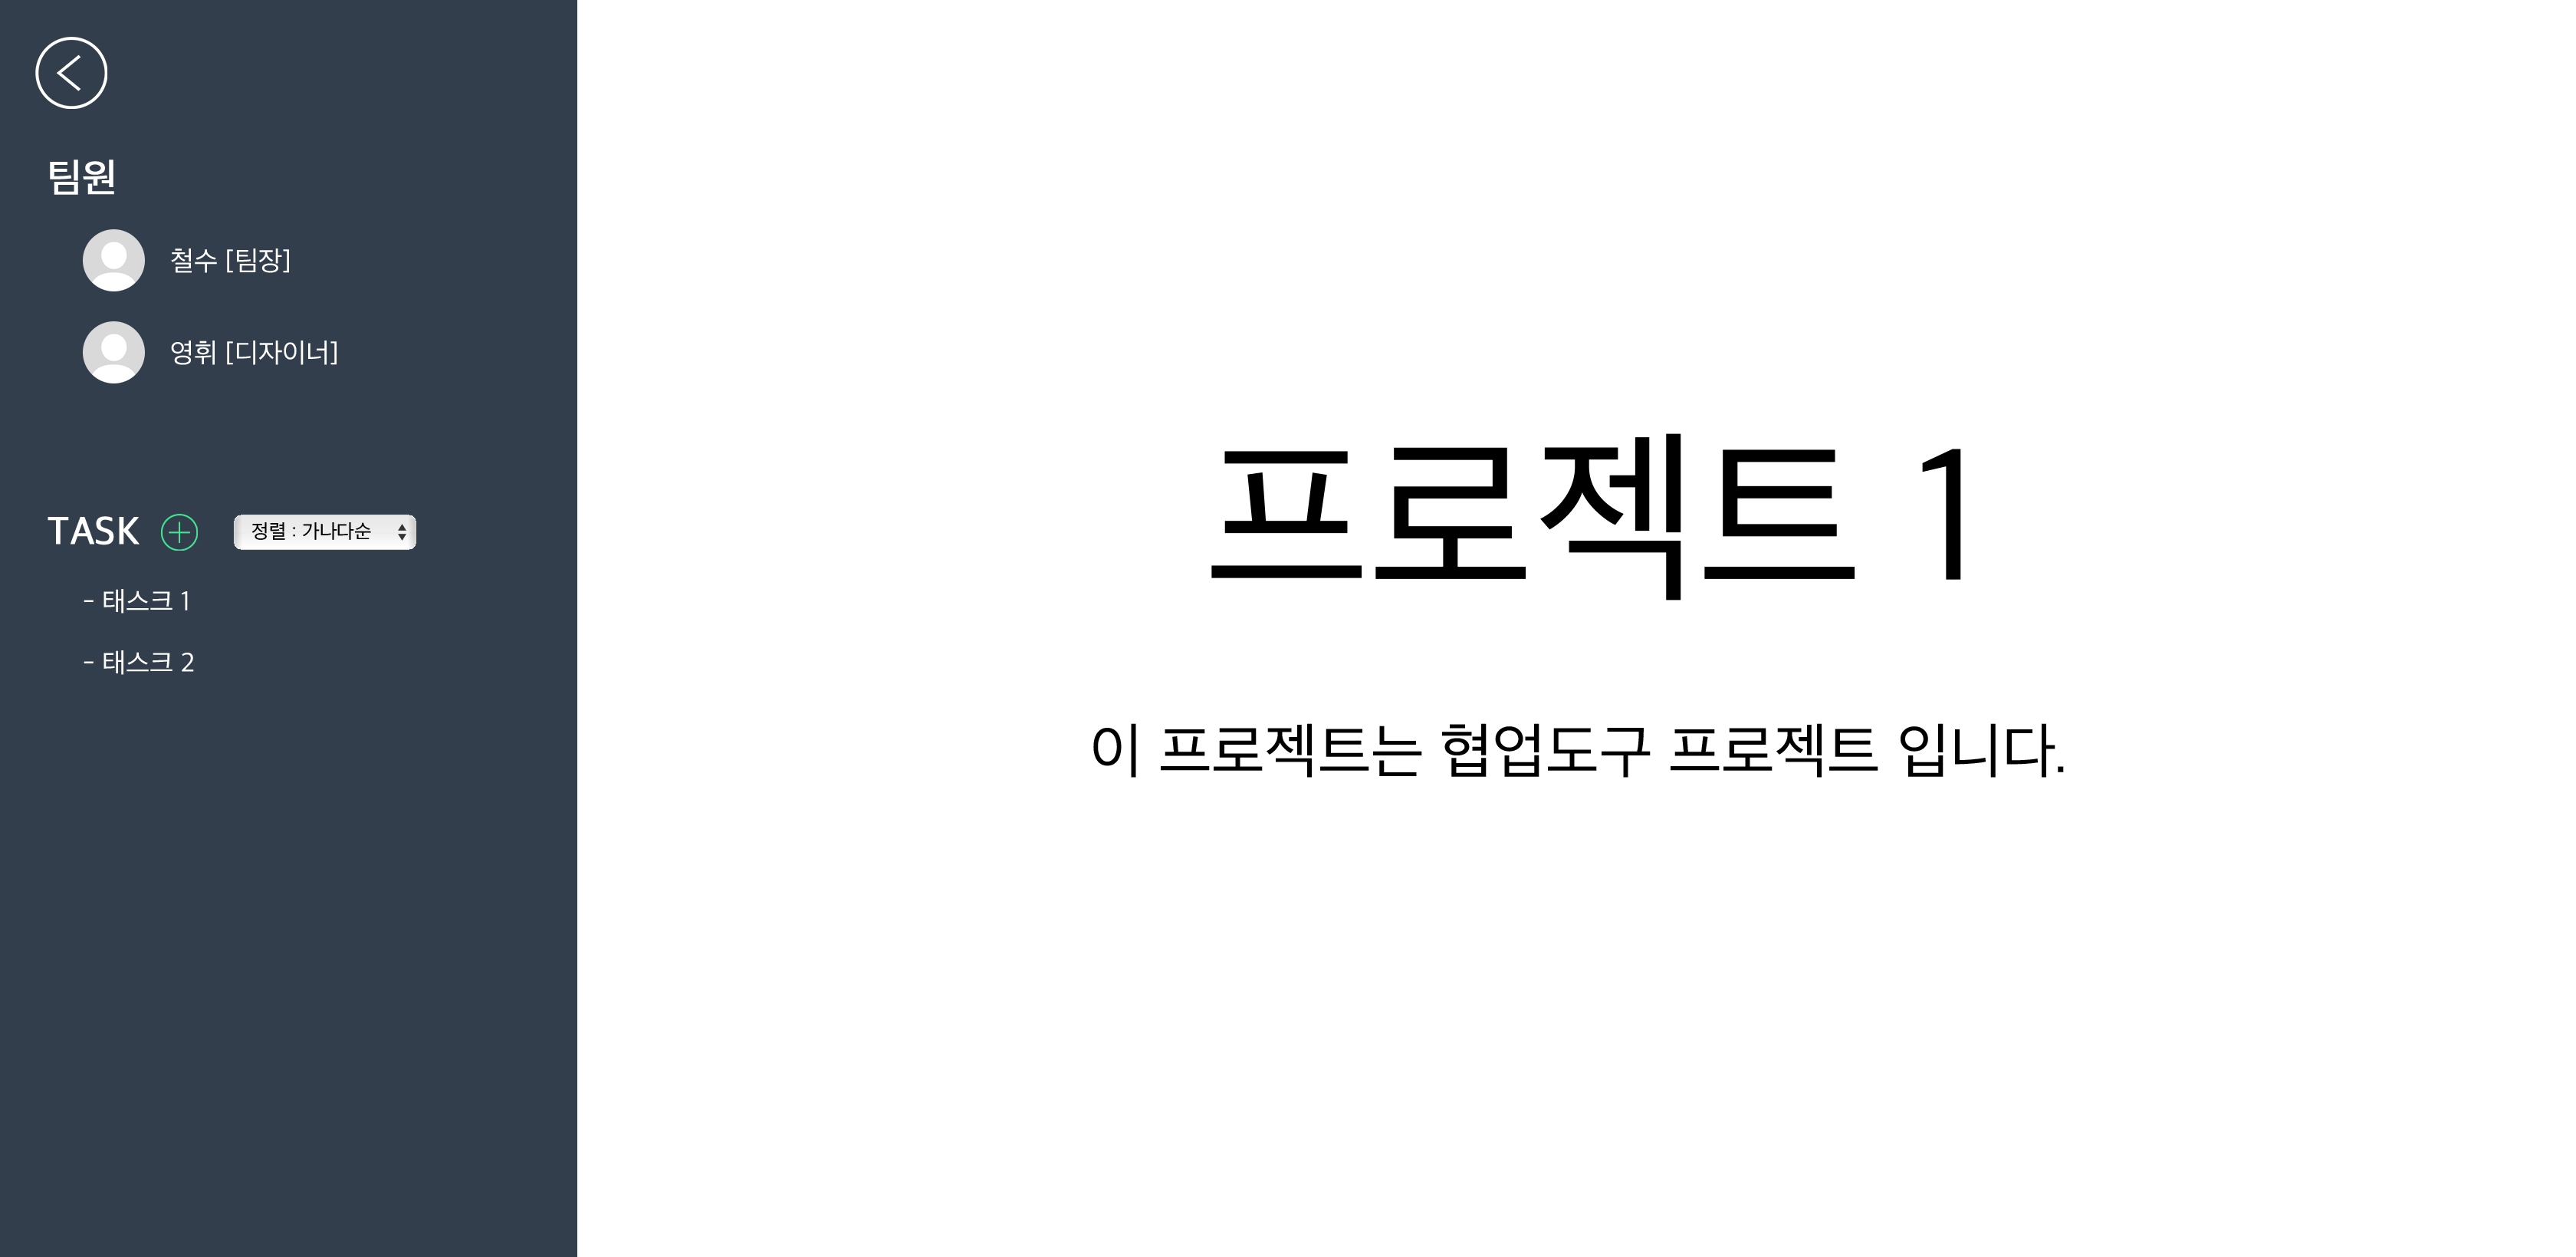 팀원
철수 [팀장]
영휘 [디자이너]
TASK
정렬 : 가나다순
- 태스크 1
- 태스크 2
프로젝트 1
이 프로젝트는 협업도구 프로젝트 입니다.